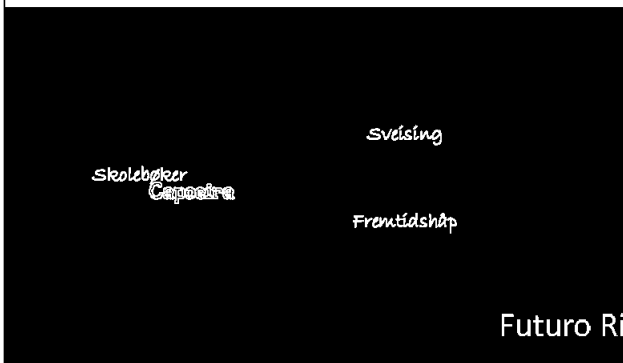 Sveising
Skolebøker
Capoeira
Fremtidshåp
Futuro Ri